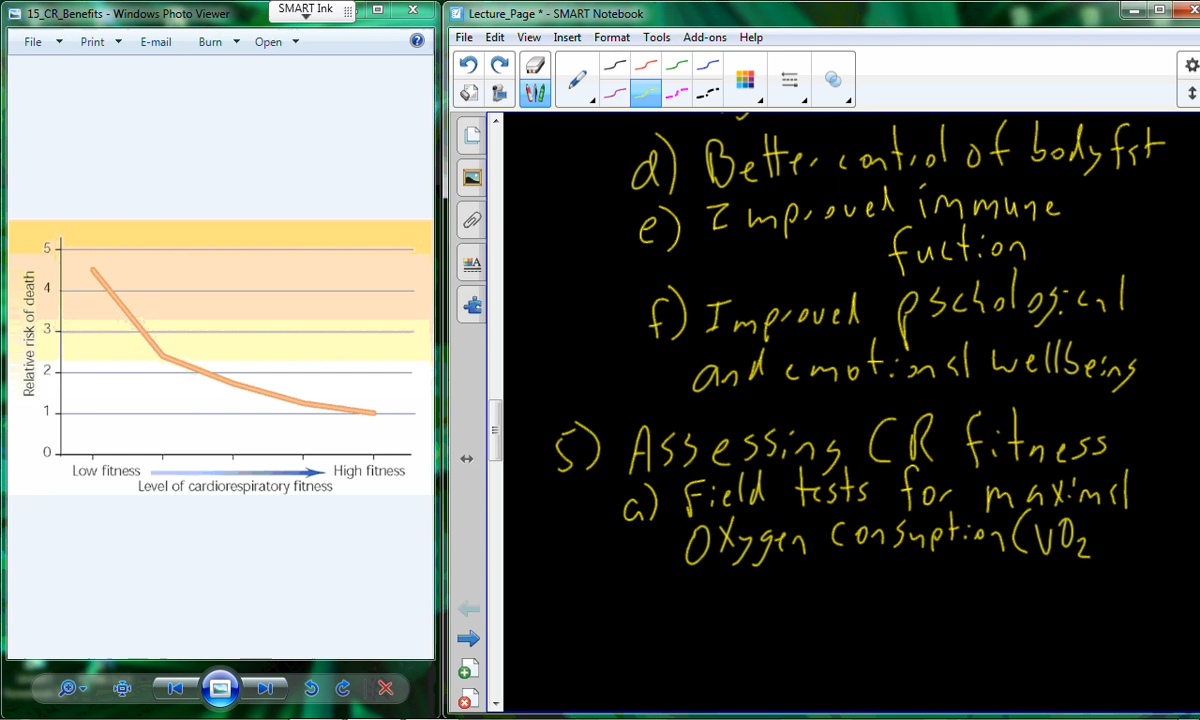 15_CR_Benefits - Windows Photo Viewer
SMART Ink
File Print E-mail Burn Open
5
4
3
2
1
0
Relative risk of death
Low fitness High fitness
Level of cardiorespiratory fitness
Lecture_Page * - SMART Notebook
File Edit View Insert Format Tools Add-ons Help
d) Better control of bodyfat
e) Improved immune
fuction
f) Improved pschological
and emotional wellbeing
5) Assessing CR fitness
a) Field tests for maximal
Oxygen consuption (VO2